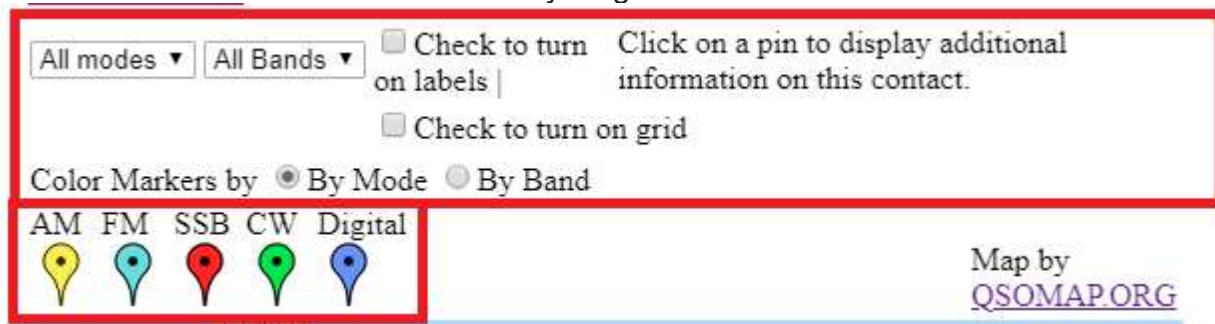 All modes ▼ All Bands ▼ Check to turn on labels | Click on a pin to display additional information on this contact.
Check to turn on grid
Color Markers by By Mode By Band
AM FM SSB CW Digital
Map by
QSOMAP.ORG